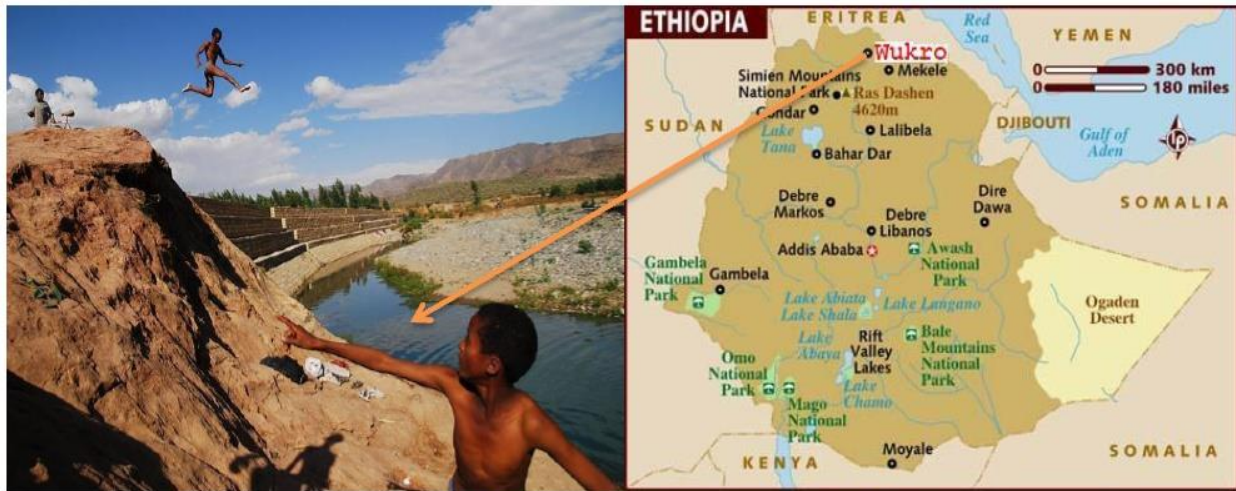 ETHIOPIA
ERITREA
Red
Sea
YEMEN
Wukro
Mekele
0 300 km
0 180 miles
Simien Mountains
National Park
Ras Dashen
4620m
Gondar
SUDAN
Lake
Tana
Lalibela
DJIBOUTI
Gulf of
Aden
LP
Bahar Dar
Debre
Markos
Dire
Dawa
SOMALIA
Debre
Libanos
Addis Ababa
Awash
National
Park
Gambela
National
Park
Gambela
Lake Abiata
Lake Shala
Lake Langano
Ogaden
Desert
Lake
Abaya
Rift
Valley
Lakes
Bale
Mountains
National
Park
Omo
National
Park
Mago
National
Park
Lake
Chamo
KENYA
Moyale
SOMALIA